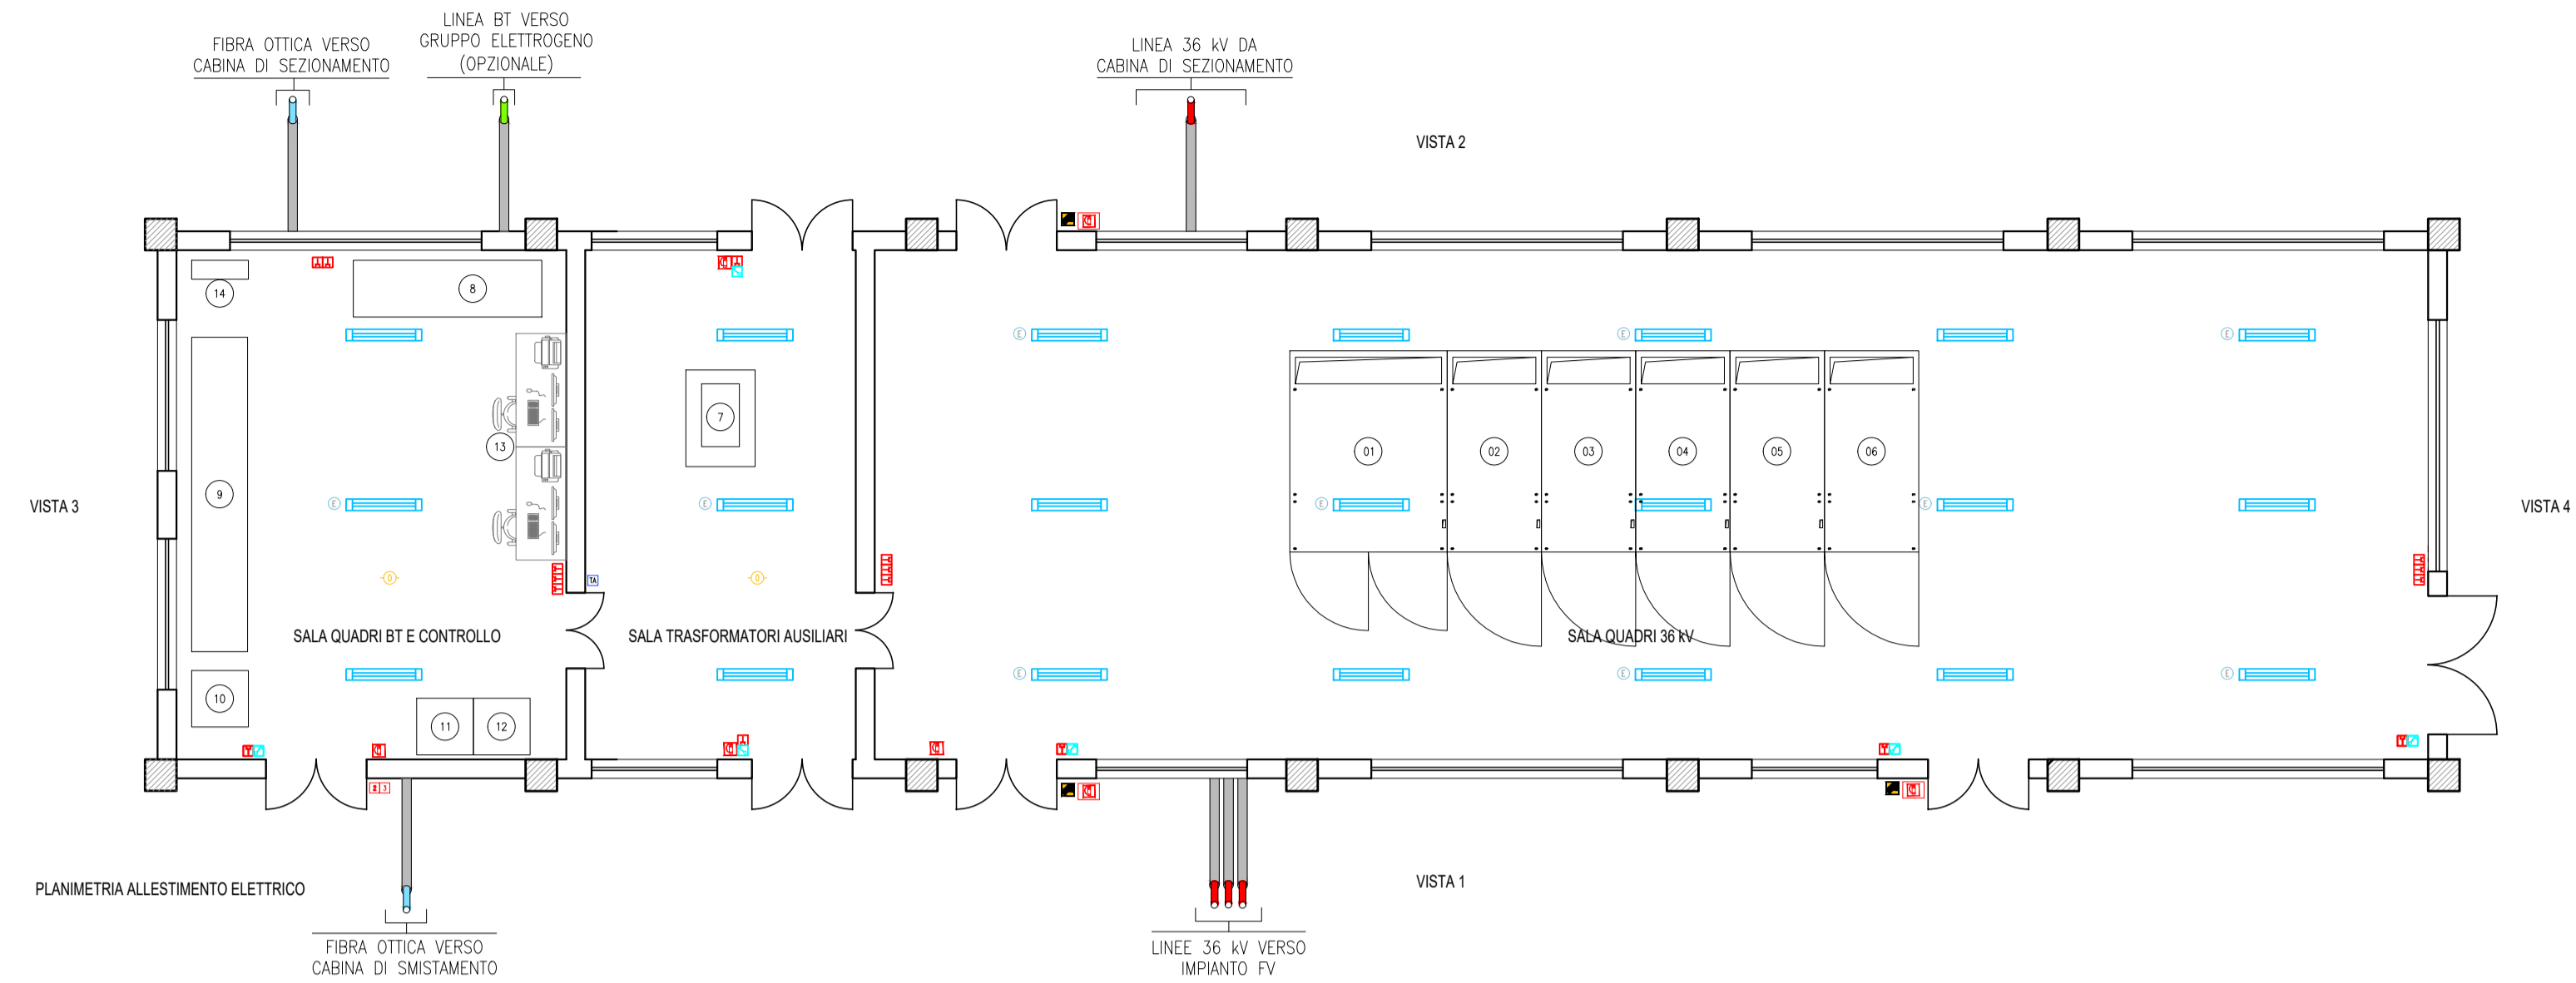 LINEA BT VERSO
GRUPPO ELETTROGENO
(OPZIONALE)
FIBRA OTTICA VERSO
CABINA DI SEZIONAMENTO
LINEA 36 kV DA
CABINA DI SEZIONAMENTO
VISTA 2
14
8
E
E
E
7
13
01
02
03
04
05
06
9
E
E
E
E
VISTA 3
VISTA 4
TA
SALA QUADRI BT E CONTROLLO
SALA TRASFORMATORI AUSILIARI
SALA QUADRI 36 kV
E
E
E
10
11
12
2 3
VISTA 1
PLANIMETRIA ALLESTIMENTO ELETTRICO
FIBRA OTTICA VERSO
CABINA DI SMISTAMENTO
LINEE 36 kV VERSO
IMPIANTO FV